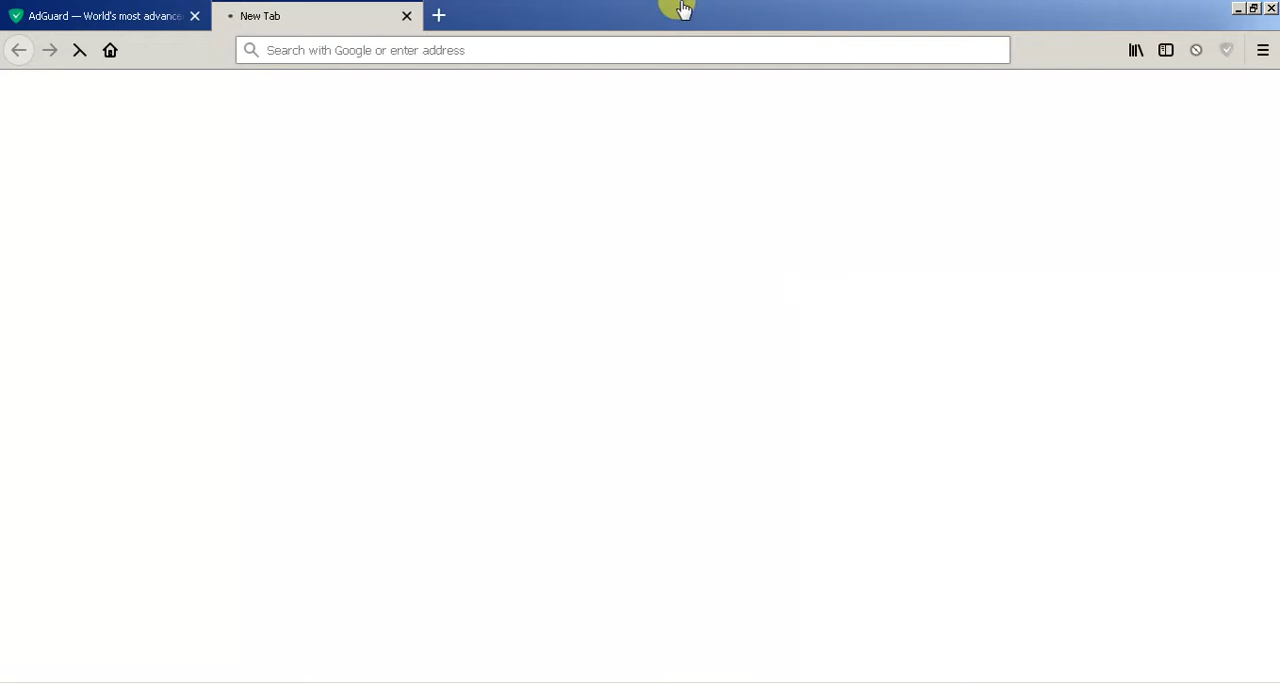 AdGuard — World's most advance
New Tab
Search with Google or enter address